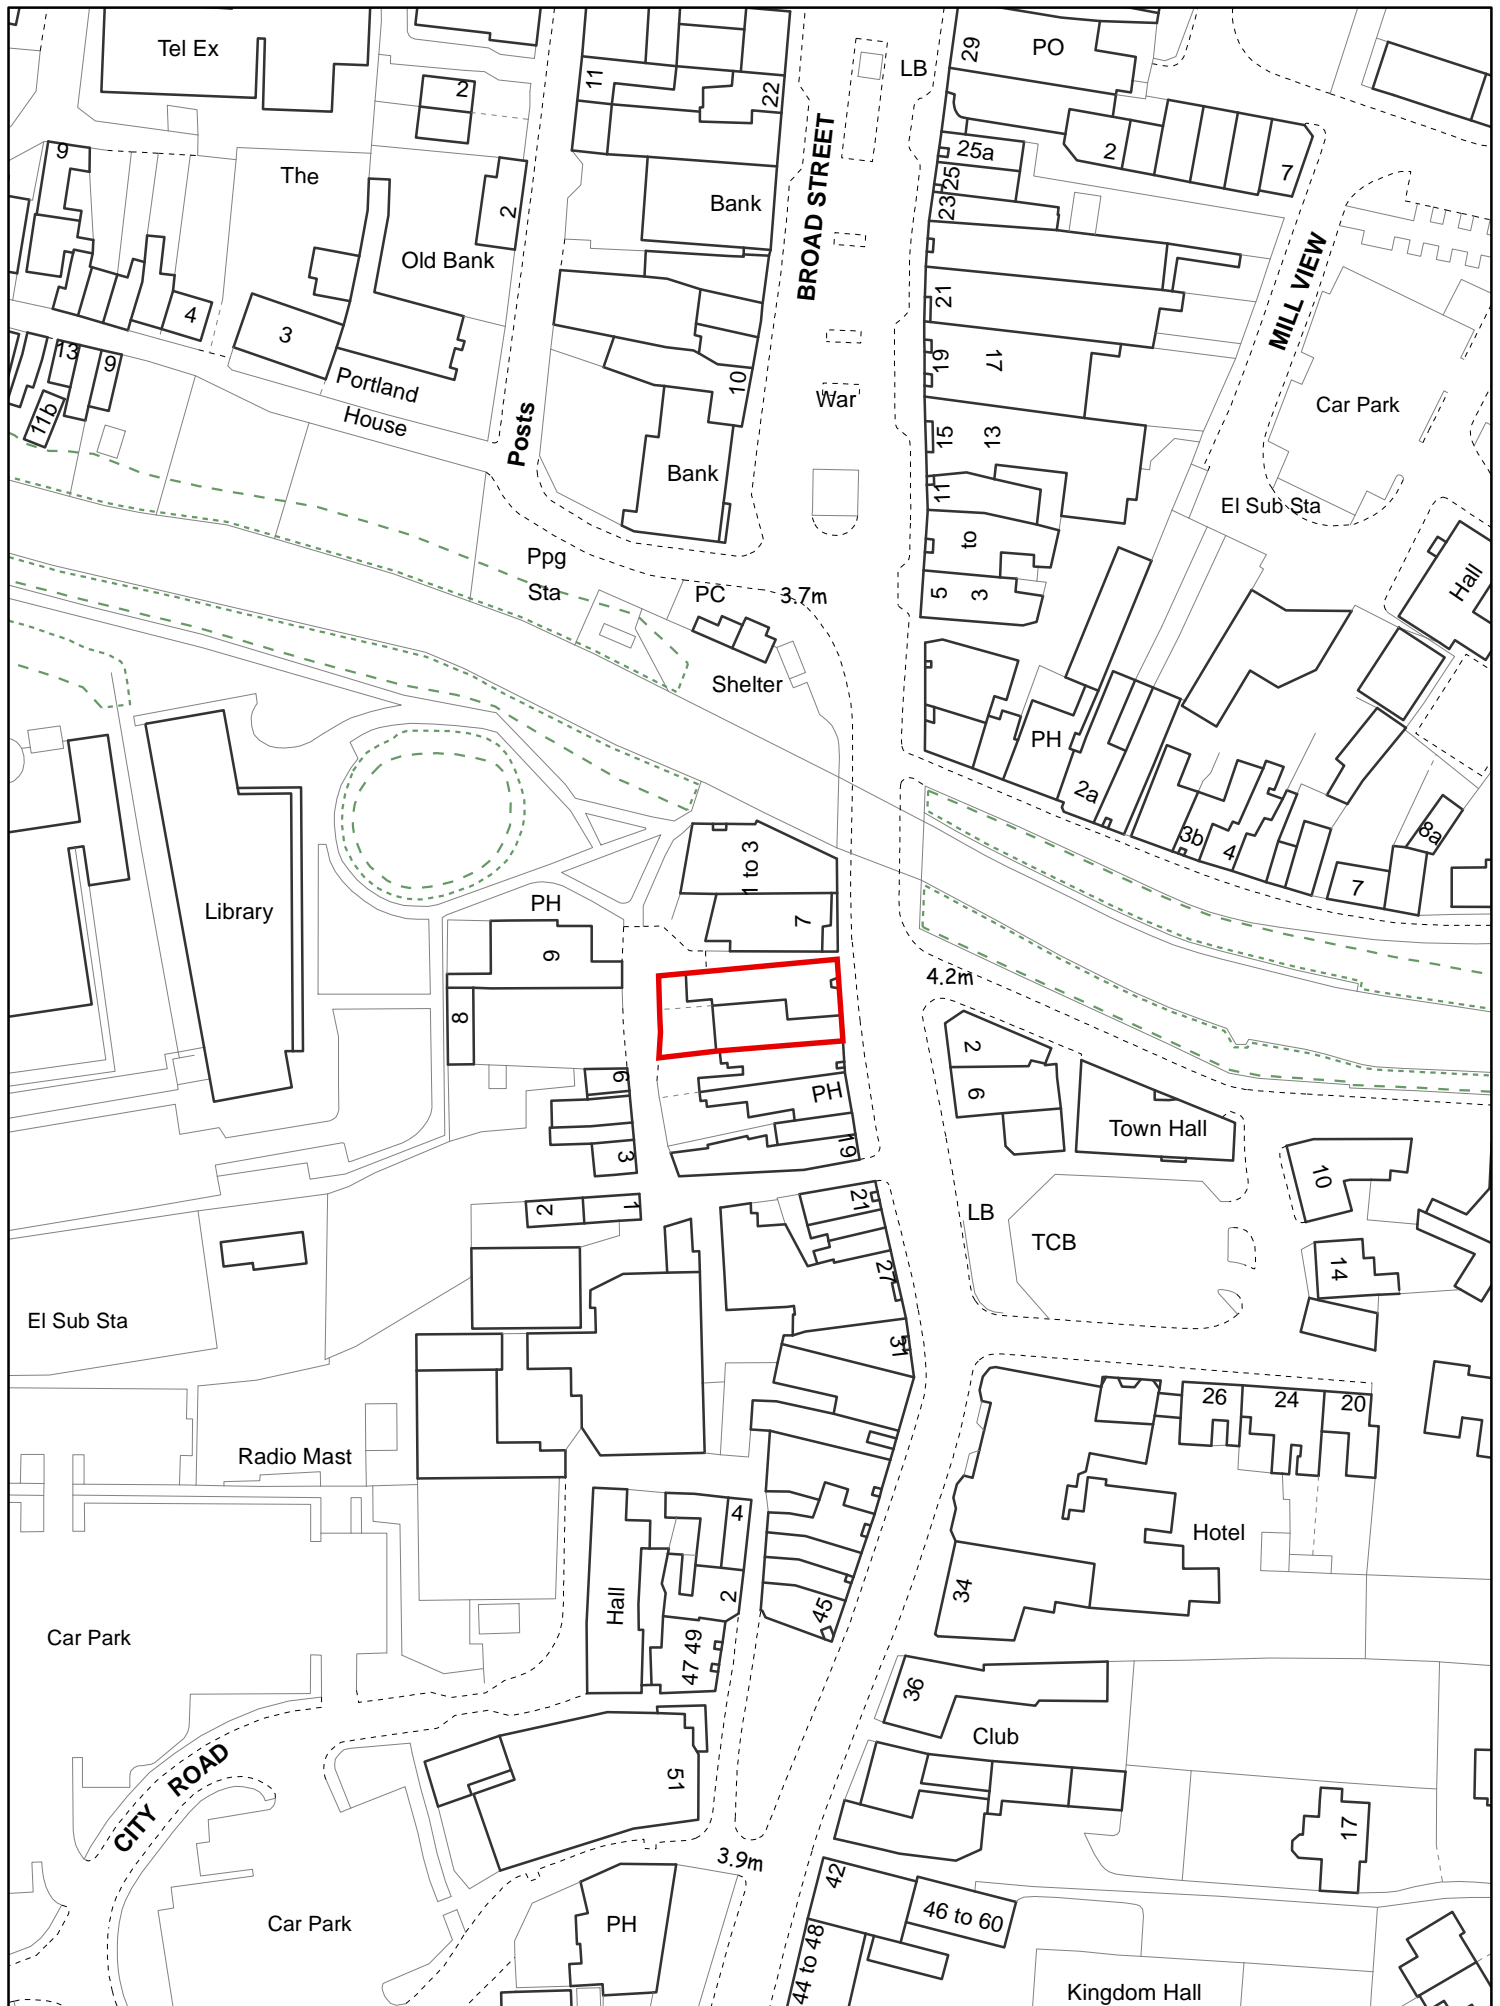 Tel Ex
2
11
22
LB
29
PO
BROAD STREET
9
The
2
Old Bank
Bank
25a
25
23
2
7
MILL VIEW
4
3
21
13
9
11b
Portland
House
Posts
10
19
17
War
Car Park
15
13
Bank
11
El Sub Sta
to
Hall
Ppg
Sta
PC
3.7m
5
3
Shelter
PH
2a
3b
4
8a
7
1 to 3
Library
PH
7
9
4.2m
8
2
6
6
PH
Town Hall
3
19
10
2
1
21
LB
TCB
14
27
El Sub Sta
31
26
24
20
Radio Mast
4
Hotel
Hall
2
34
45
Car Park
47 49
36
Club
CITY ROAD
51
17
3.9m
42
Car Park
PH
46 to 60
44 to 48
Kingdom Hall